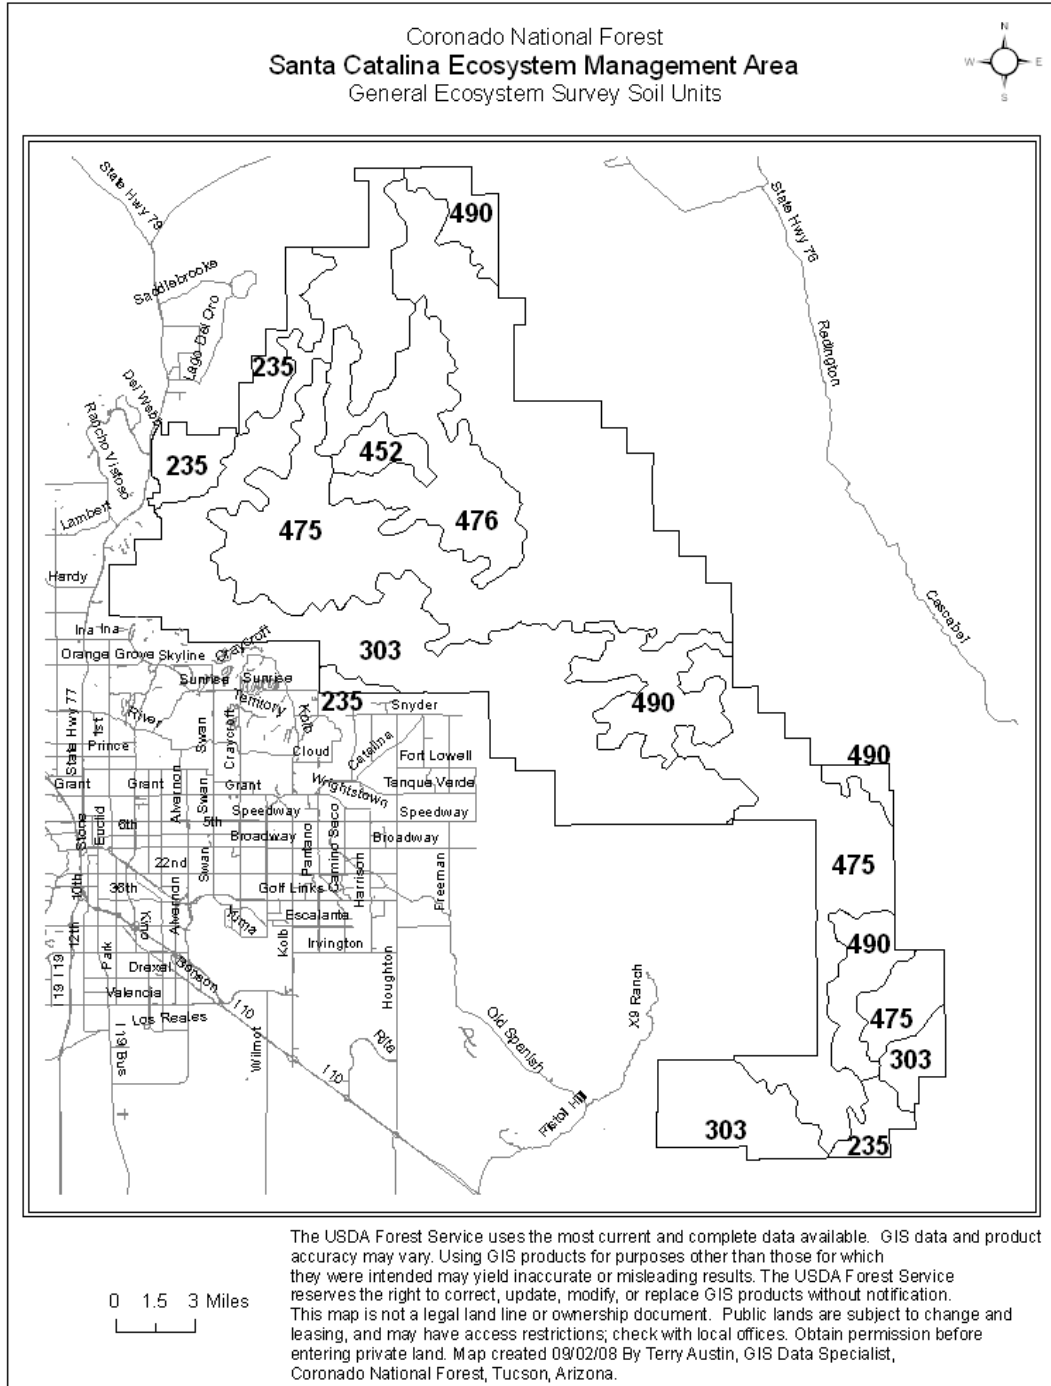 Coronado National Forest
Santa Catalina Ecosystem Management Area
General Ecosystem Survey Soil Units
N
W E
S
State Hwy 79
State Hwy 76
490
Saddlebrooke
Lago Del Oro
Redington
235
Del Webb
Rancho Vistoso
452
235
Lambert
475
476
Hardy
Cascabel
Ina Ina
Craycroft
303
Orange Grove
Skyline
Sunrise
Sunrise
Territory
235
490
Kolb
Snyder
State Hwy 77
1st
River
Swan
Craycroft
Prince
Cloud
Catalina
Fort Lowell
490
Grant
Grant
Alvernon
Swan
Grant
Wrightstown
Tanque Verde
Stone
Euclid
6th
5th
Speedway
Speedway
Broadway
Broadway
Pantano
Camino Seco
Harrison
Freeman
475
22nd
Swan
10th
36th
Alvernon
Golf Links
Kino
Yuma
Escalante
12th
Kolb
Irvington
490
Park
I 19 I 19
Drexel
Benson
Houghton
Valencia
I 10
X9 Ranch
Los Reales
475
Old Spanish
I 19 Bus
Wilmot
Rita
303
I 10
Pistol Hill
303
235
The USDA Forest Service uses the most current and complete data available. GIS data and product
accuracy may vary. Using GIS products for purposes other than those for which
they were intended may yield inaccurate or misleading results. The USDA Forest Service
reserves the right to correct, update, modify, or replace GIS products without notification.
This map is not a legal land line or ownership document. Public lands are subject to change and
leasing, and may have access restrictions; check with local offices. Obtain permission before
entering private land. Map created 09/02/08 By Terry Austin, GIS Data Specialist,
Coronado National Forest, Tucson, Arizona.
0 1.5 3 Miles